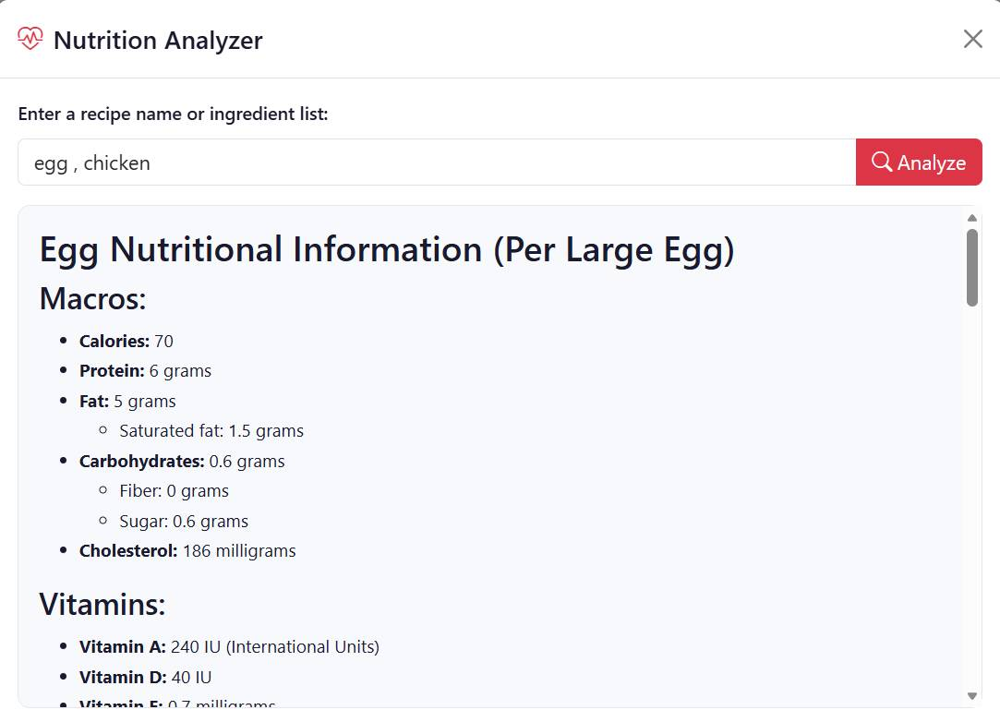 Nutrition Analyzer
Enter a recipe name or ingredient list:
egg , chicken
Analyze
Egg Nutritional Information (Per Large Egg)
Macros:
Calories: 70
Protein: 6 grams
Fat: 5 grams
Saturated fat: 1.5 grams
Carbohydrates: 0.6 grams
Fiber: 0 grams
Sugar: 0.6 grams
Cholesterol: 186 milligrams
Vitamins:
Vitamin A: 240 IU (International Units)
Vitamin D: 40 IU
Vitamin E: 0.7 milligrams